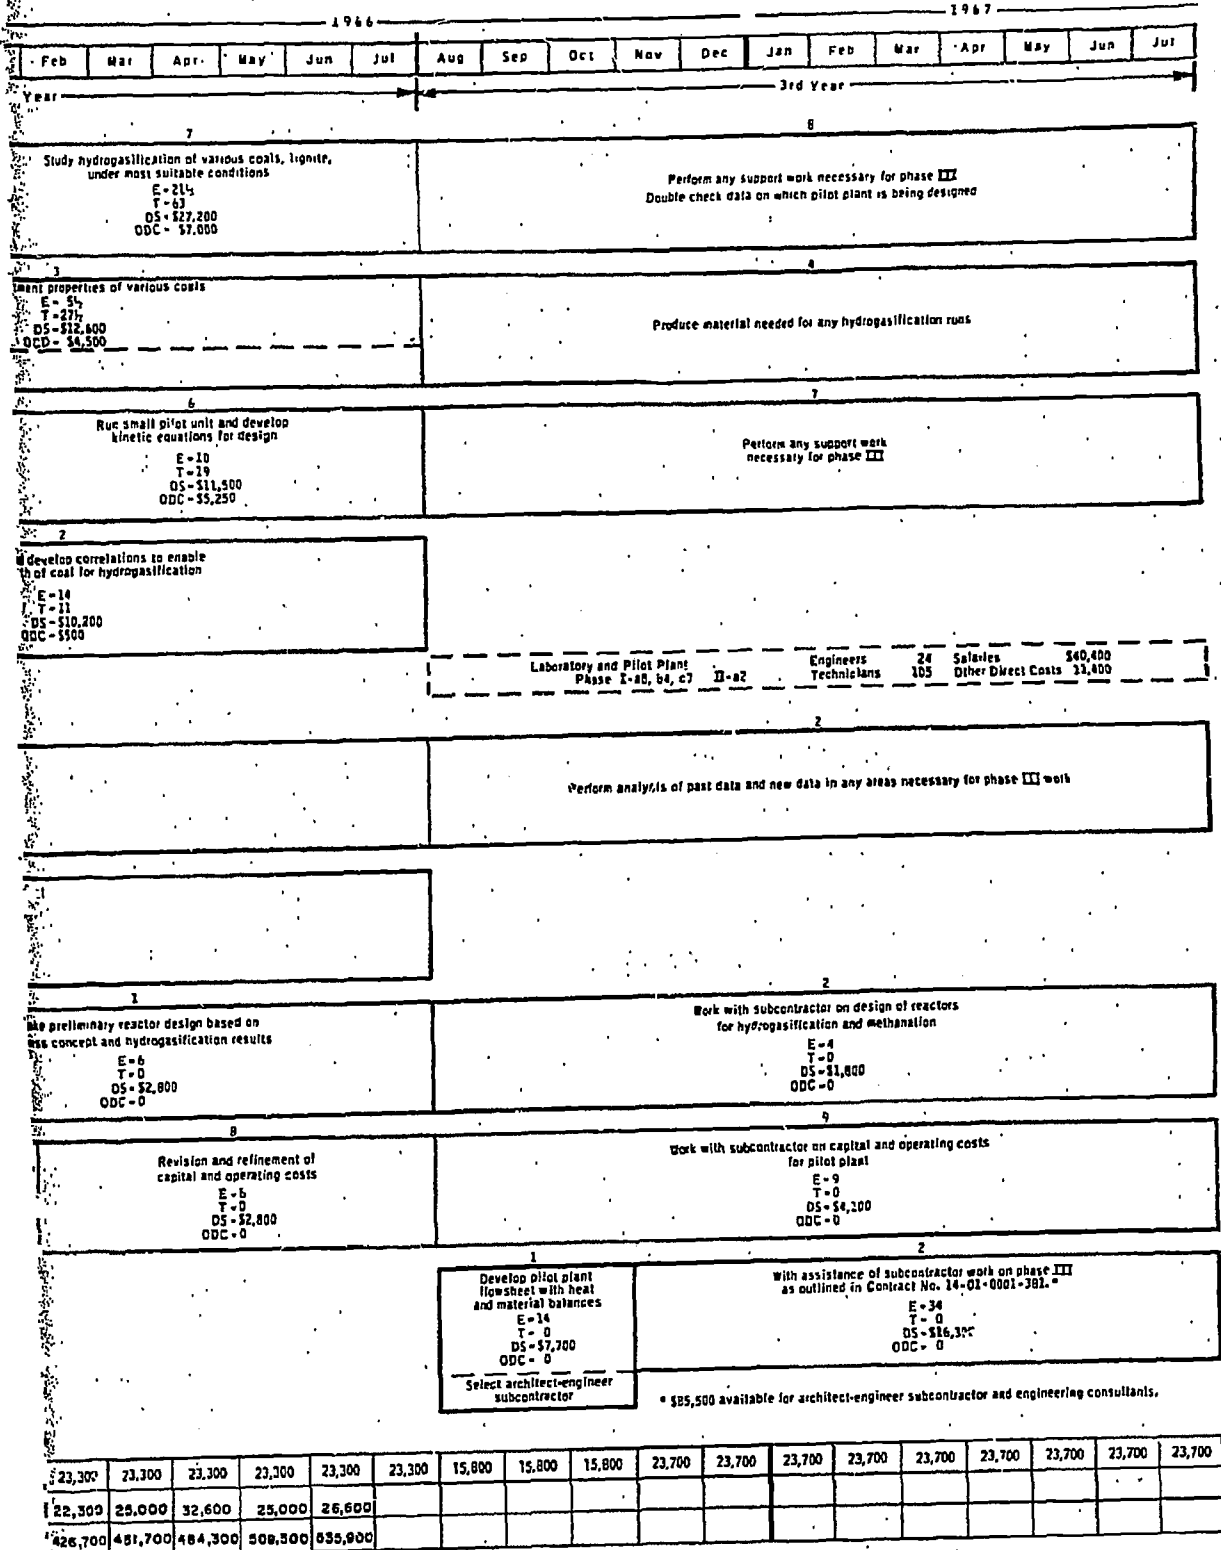 1966 1967
Feb Mar Apr May Jun Jul Aug Sep Oct Nov Dec Jan Feb Mar Apr May Jun Jul
Year 3rd Year
7 8
Study hydrogasification of various coals, lignite,
under most suitable conditions
E - 21½
T - 63
DS - $27,200
ODC - $7,000
Perform any support work necessary for phase III
Double check data on which pilot plant is being designed
3 4
properties of various coals
E - 5½
T - 27½
DS - $12,600
OCD - $4,500
Produce material needed for any hydrogasification runs
6 7
Run small pilot unit and develop
kinetic equations for design
E - 10
T - 19
DS - $11,500
ODC - $5,250
Perform any support work
necessary for phase III
2
develop correlations to enable
of coal for hydrogasification
E - 14
T - 11
DS - $10,200
ODC - $500
Laboratory and Pilot Plant Engineers 24 Salaries $40,400
Phase I-a8, b4, c7 II-a2 Technicians 105 Other Direct Costs 11,400
2
Perform analysis of past data and new data in any areas necessary for phase III work
1 2
preliminary reactor design based on
concept and hydrogasification results
E - 6
T - 0
DS - $2,800
ODC - 0
Work with subcontractor on design of reactors
for hydrogasification and methanation
E - 4
T - 0
DS - $1,800
ODC - 0
8 9
Revision and refinement of
capital and operating costs
E - 6
T - 0
DS - $2,800
ODC - 0
Work with subcontractor on capital and operating costs
for pilot plant
E - 9
T - 0
DS - $4,200
ODC - 0
1 2
Develop pilot plant
flowsheet with heat
and material balances
E - 14
T - 0
DS - $7,700
ODC - 0
Select architect-engineer
subcontractor
With assistance of subcontractor work on phase III
as outlined in Contract No. 14-01-0001-381.*
E - 34
T - 0
ODC - 0
* $85,500 available for architect-engineer subcontractor and engineering consultants.
23,300 23,300 23,300 23,300 23,300 23,300 15,800 15,800 15,800 23,700 23,700 23,700 23,700 23,700 23,700 23,700 23,700 23,700
22,300 25,000 32,600 25,000 26,600
426,700 451,700 484,300 509,300 535,900